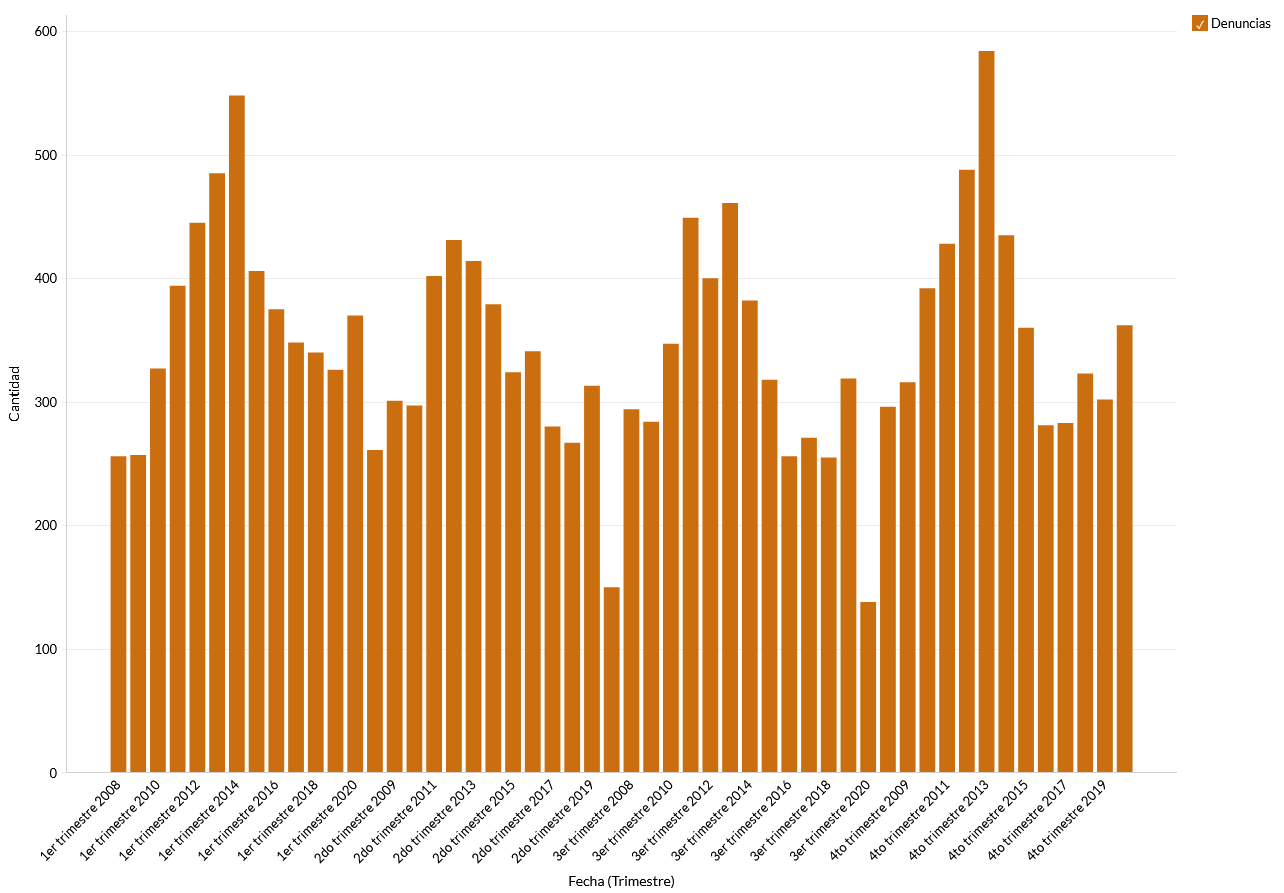 Denuncias
600
500
400
300
200
100
0
Cantidad
1er trimestre 2008
1er trimestre 2010
1er trimestre 2012
1er trimestre 2014
1er trimestre 2016
1er trimestre 2018
1er trimestre 2020
2do trimestre 2009
2do trimestre 2011
2do trimestre 2013
2do trimestre 2015
2do trimestre 2017
2do trimestre 2019
3er trimestre 2008
3er trimestre 2010
3er trimestre 2012
3er trimestre 2014
3er trimestre 2016
3er trimestre 2018
3er trimestre 2020
4to trimestre 2009
4to trimestre 2011
4to trimestre 2013
4to trimestre 2015
4to trimestre 2017
4to trimestre 2019
Fecha (Trimestre)